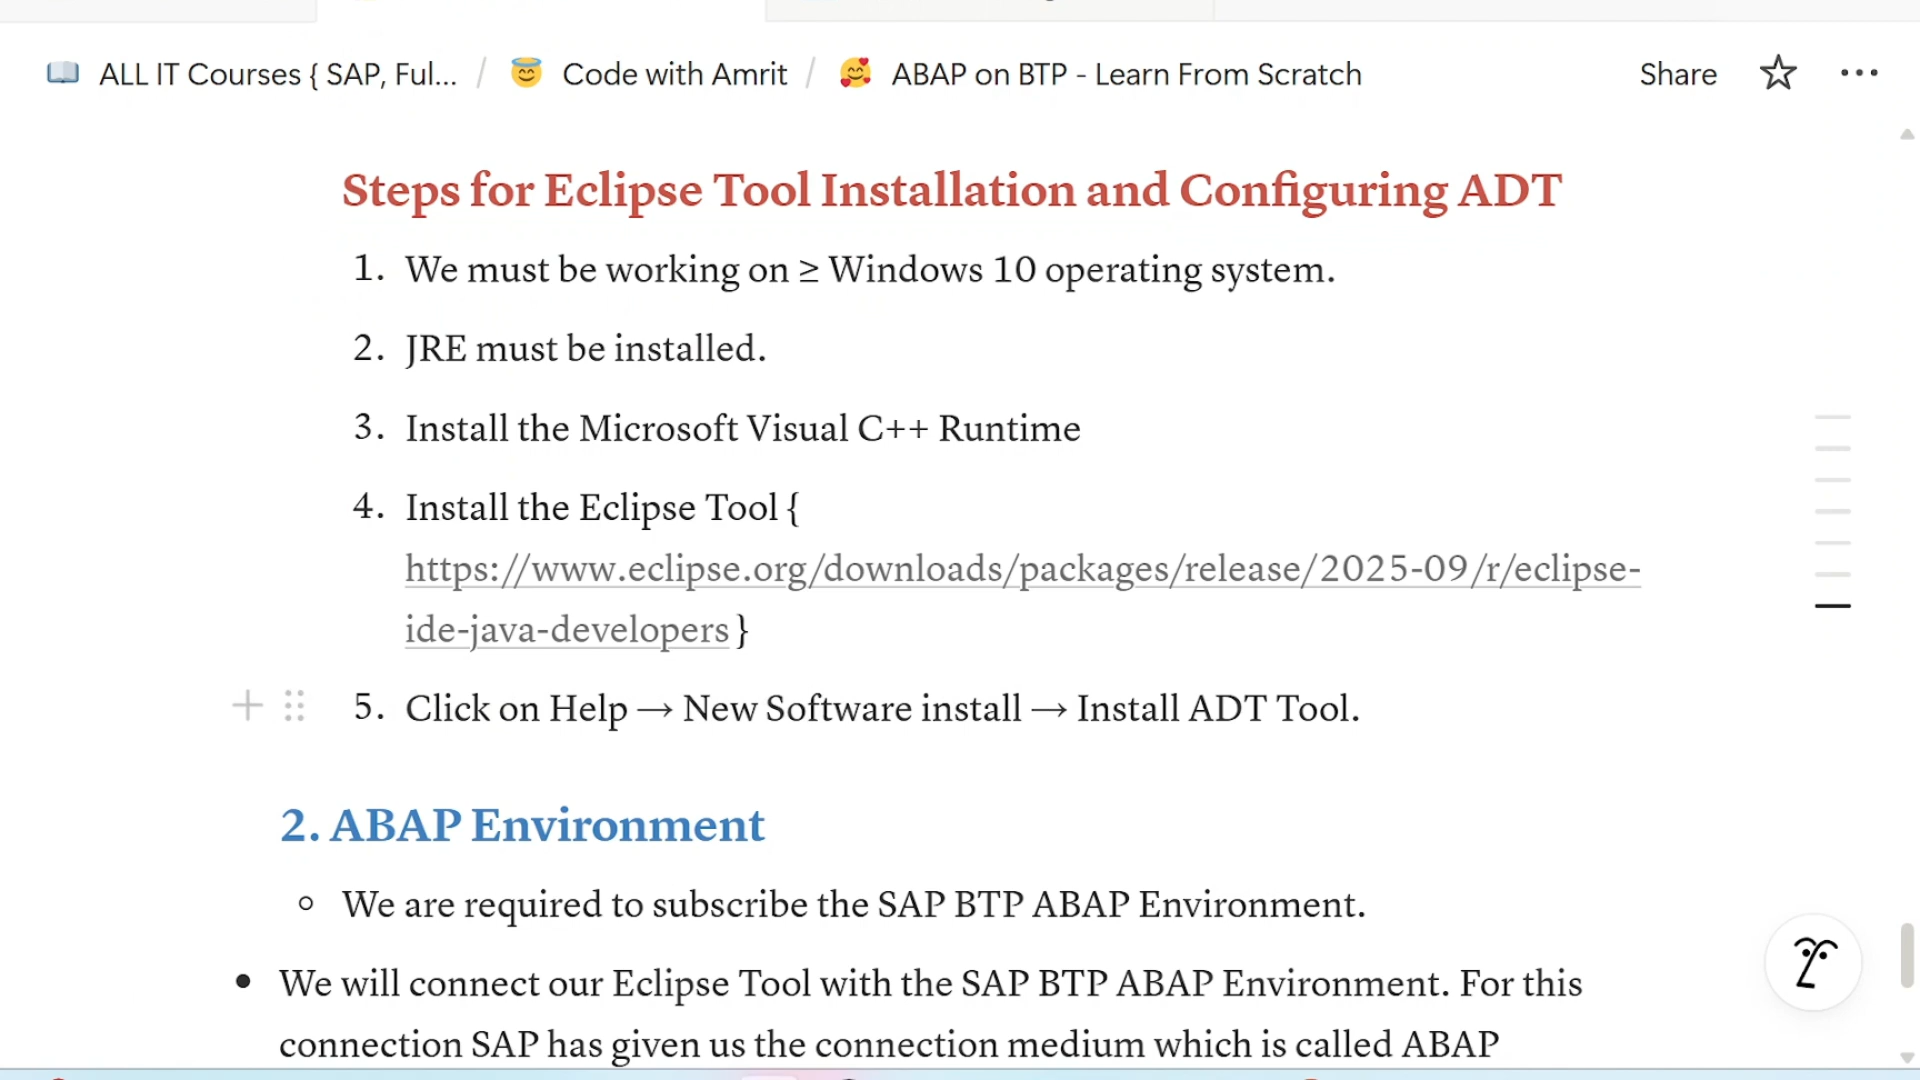 ALL IT Courses { SAP, Ful... / Code with Amrit / ABAP on BTP - Learn From Scratch Share
Steps for Eclipse Tool Installation and Configuring ADT
1. We must be working on ≥ Windows 10 operating system.
2. JRE must be installed.
3. Install the Microsoft Visual C++ Runtime
4. Install the Eclipse Tool {
https://www.eclipse.org/downloads/packages/release/2025-09/r/eclipse-
ide-java-developers }
5. Click on Help → New Software install → Install ADT Tool.
2. ABAP Environment
○ We are required to subscribe the SAP BTP ABAP Environment.
• We will connect our Eclipse Tool with the SAP BTP ABAP Environment. For this
connection SAP has given us the connection medium which is called ABAP